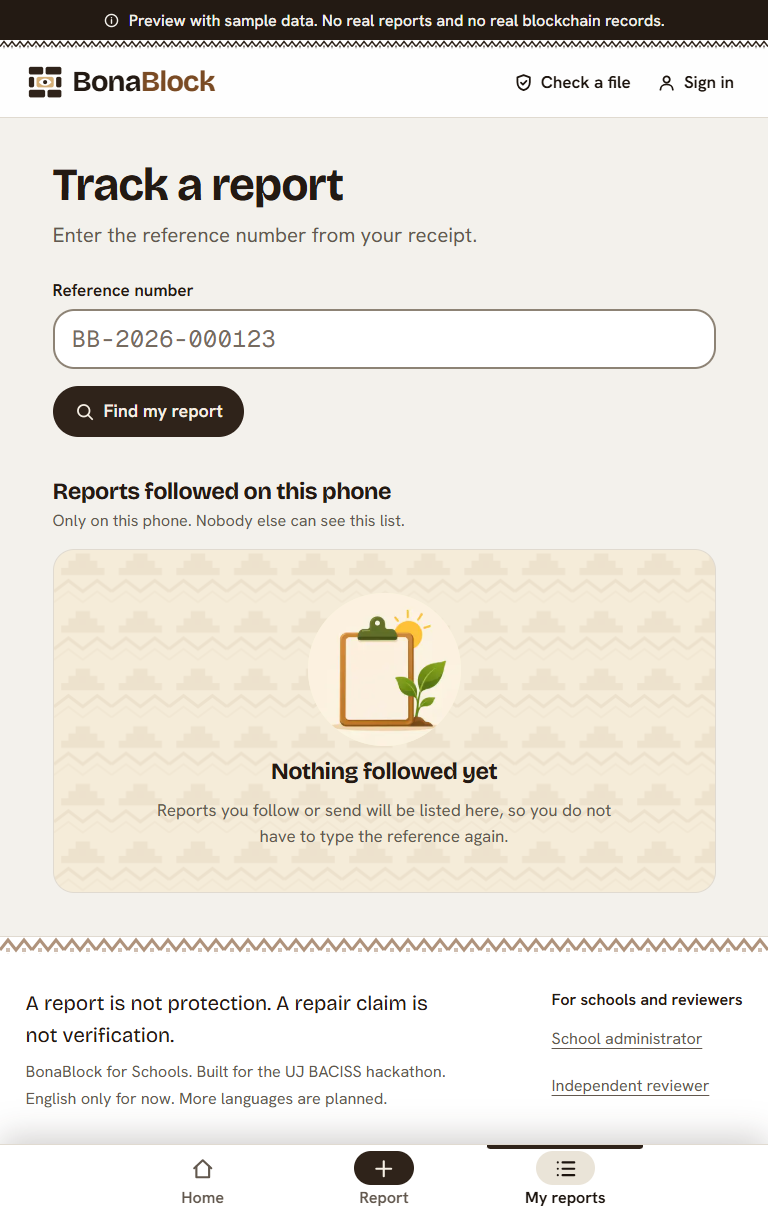 Preview with sample data. No real reports and no real blockchain records.
BonaBlock
Check a file
Sign in
Track a report
Enter the reference number from your receipt.
Reference number
BB-2026-000123
Find my report
Reports followed on this phone
Only on this phone. Nobody else can see this list.
Nothing followed yet
Reports you follow or send will be listed here, so you do not
have to type the reference again.
A report is not protection. A repair claim is
not verification.
BonaBlock for Schools. Built for the UJ BACISS hackathon.
English only for now. More languages are planned.
For schools and reviewers
School administrator
Independent reviewer
Home
Report
My reports